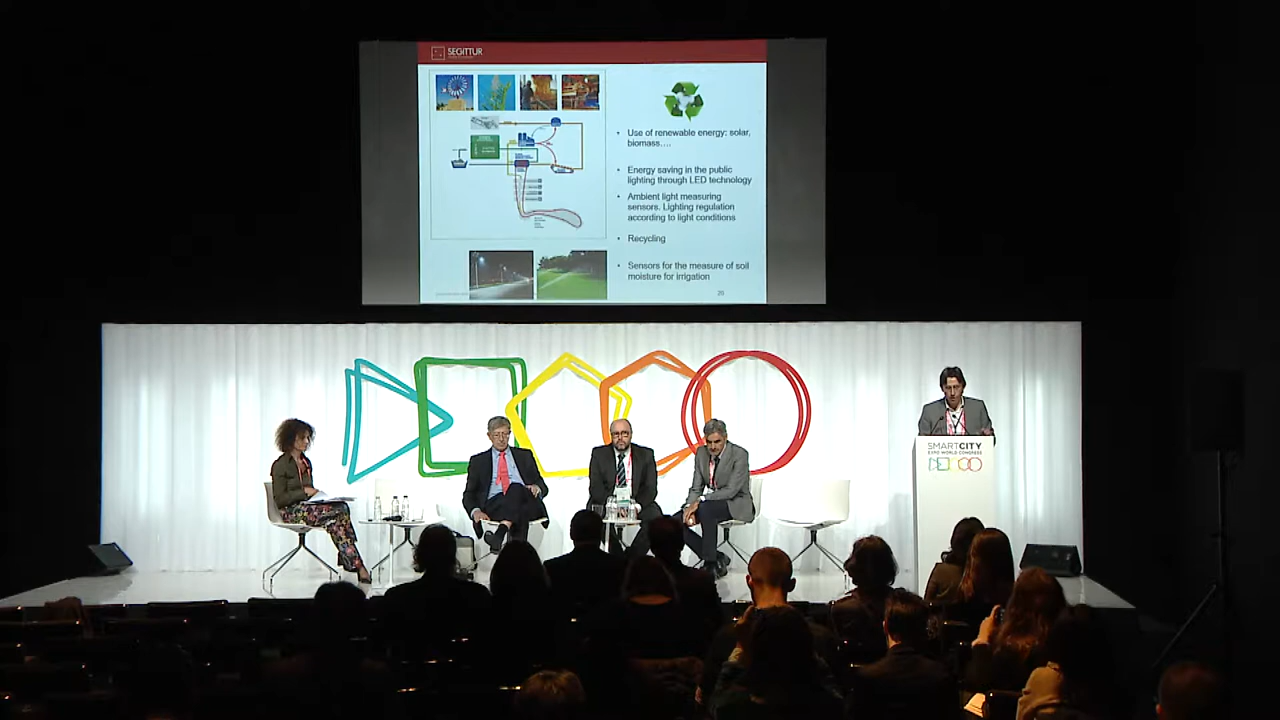 SEGITTUR
• Use of renewable energy: solar,
biomass….
• Energy saving in the public
lighting through LED technology
• Ambient light measuring
sensors. Lighting regulation
according to light conditions
• Recycling
• Sensors for the measure of soil
moisture for irrigation
25
SMARTCITY
EXPO WORLD CONGRESS